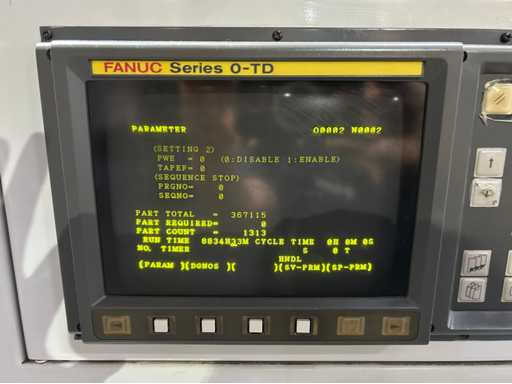 FANUC Series 0-TD
PARAMETER O0002 N0002
(SETTING 2)
PWE = 0 (0:DISABLE 1:ENABLE)
TAPEF= 0
(SEQUENCE STOP)
PRGNO= 0
SEQNO= 0
PART TOTAL = 367115
PART REQUIRED= 0
PART COUNT = 1313
RUN TIME 8634H33M CYCLE TIME 0H 0M 0S
NO. TIMER S 0 T
HNDL
(PARAM )(DGNOS )( )(SV-PRM)(SP-PRM)